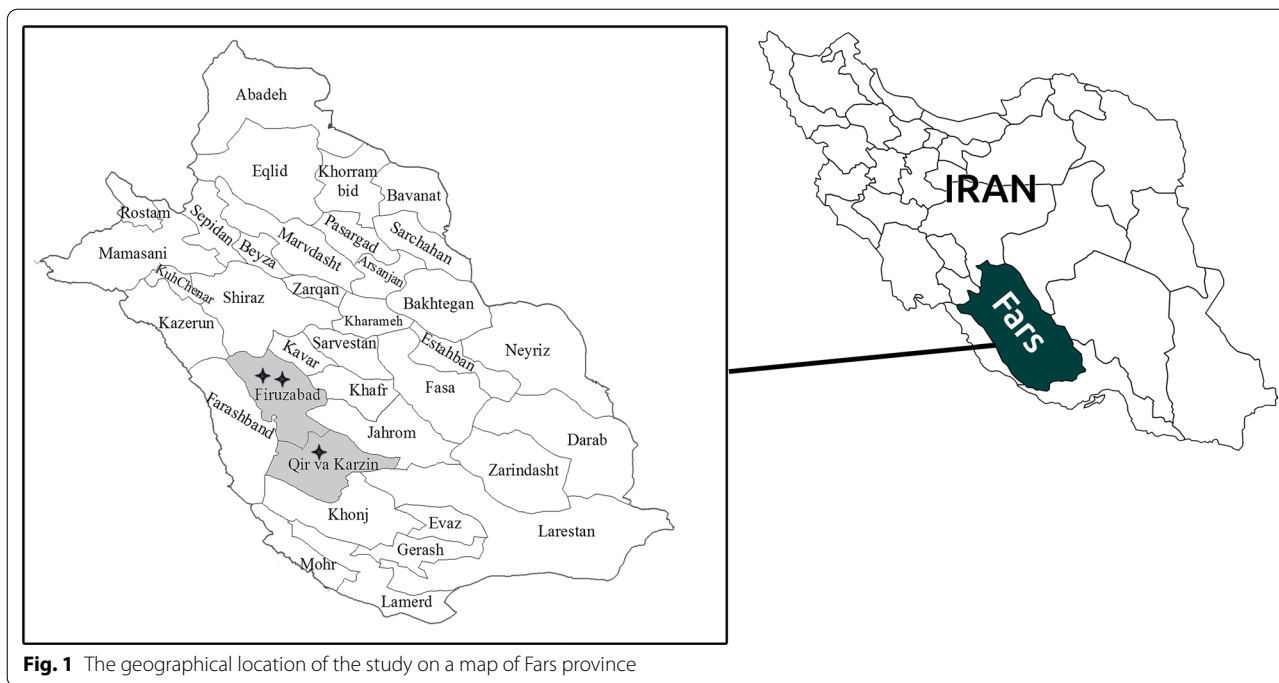 Abadeh
Eqlid
Khorram
bid
Bavanat
Rostam
Sepidan
Beyza
Marvdasht
Pasargad
Sarchahan
Mamasani
Arsanjan
KuhChenar
Shiraz
Zarqan
Bakhtegan
Kazerun
Kharameh
Kavar
Sarvestan
Estahban
Neyriz
Firuzabad
Khafr
Fasa
Farashband
Jahrom
Darab
Qir va Karzin
Zarindasht
Khonj
Evaz
Larestan
Gerash
Mohr
Lamerd
IRAN
Fars
Fig. 1 The geographical location of the study on a map of Fars province